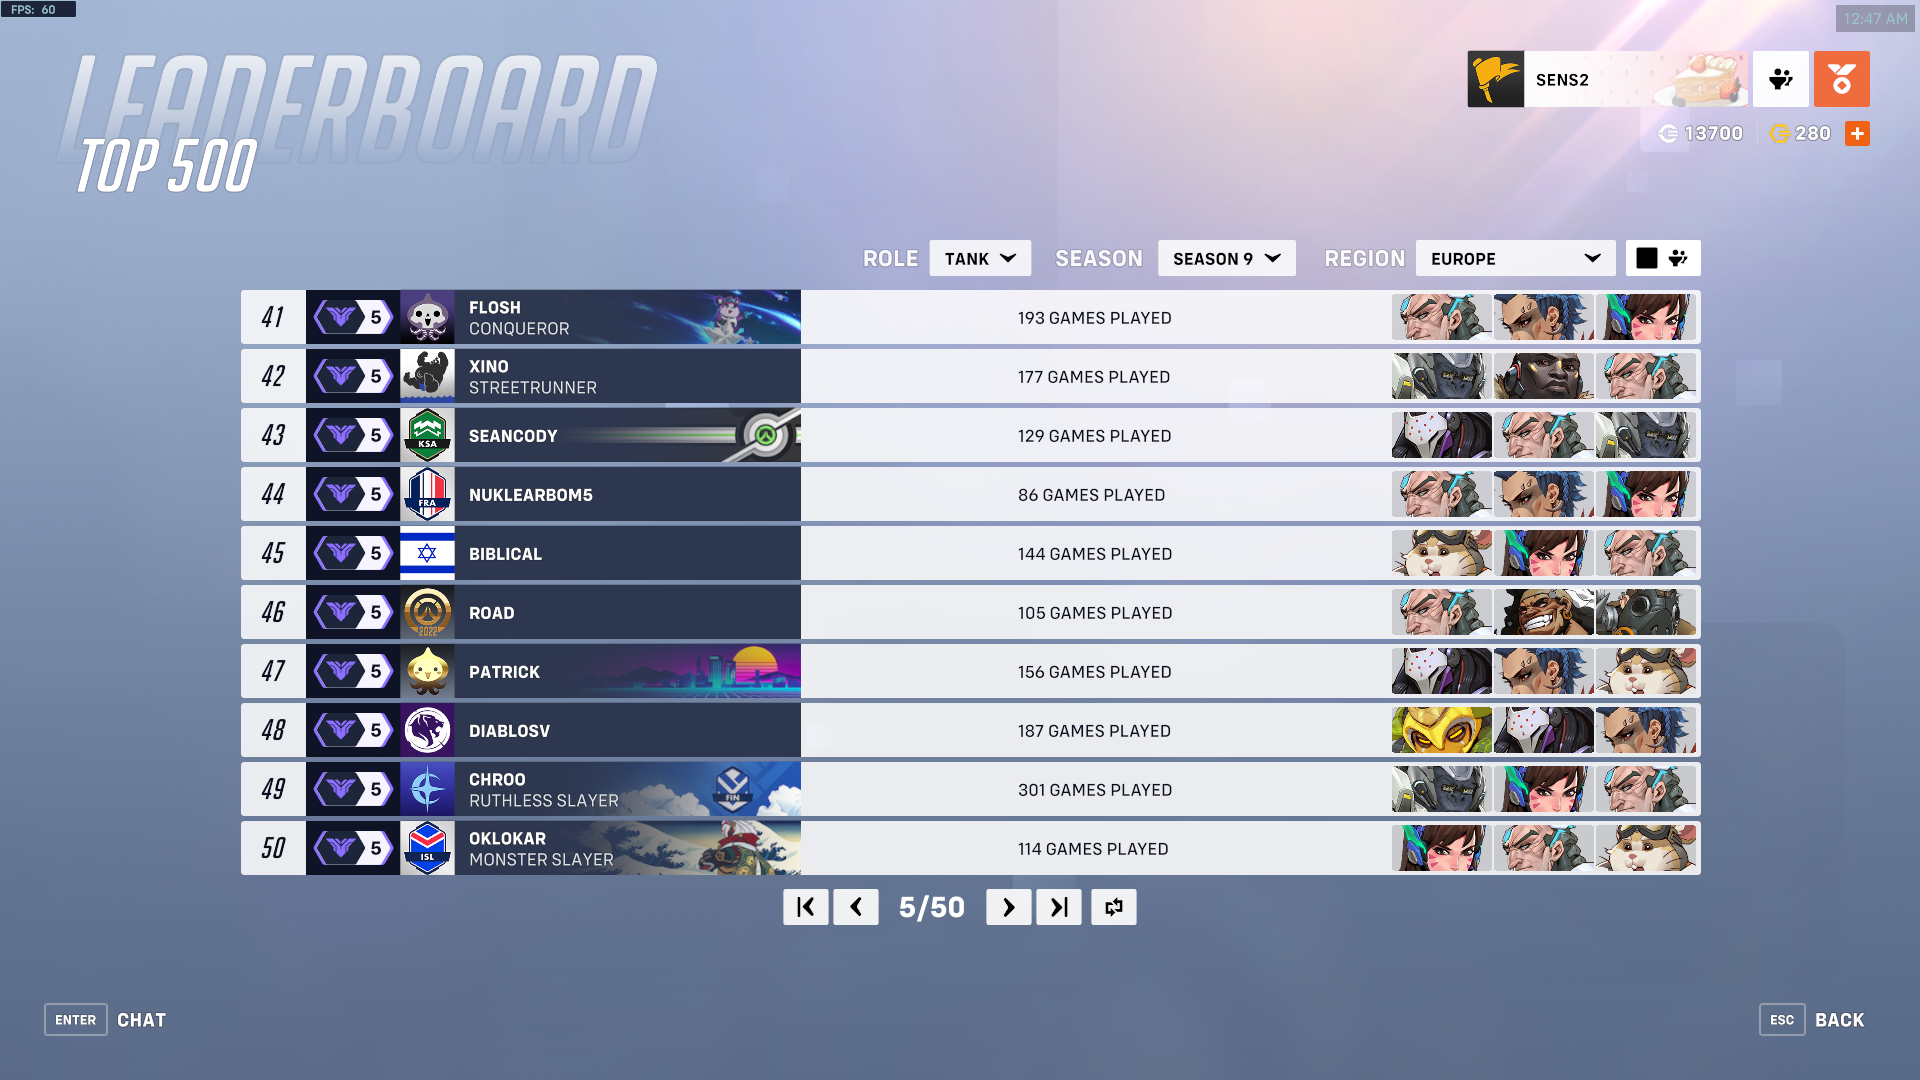 FPS: 60
12:47 AM
LEADERBOARD
TOP 500
SENS2
13700
280
ROLE TANK SEASON SEASON 9 REGION EUROPE
41 5 FLOSH 193 GAMES PLAYED
CONQUEROR
42 5 XINO 177 GAMES PLAYED
STREETRUNNER
43 5 KSA SEANCODY 129 GAMES PLAYED
44 5 FRA NUKLEARBOM5 86 GAMES PLAYED
45 5 BIBLICAL 144 GAMES PLAYED
46 5 2022 ROAD 105 GAMES PLAYED
47 5 PATRICK 156 GAMES PLAYED
48 5 DIABLOSV 187 GAMES PLAYED
49 5 CHROO FIN 301 GAMES PLAYED
RUTHLESS SLAYER
50 5 ISL OKLOKAR 114 GAMES PLAYED
MONSTER SLAYER
5/50
ENTER CHAT
ESC BACK